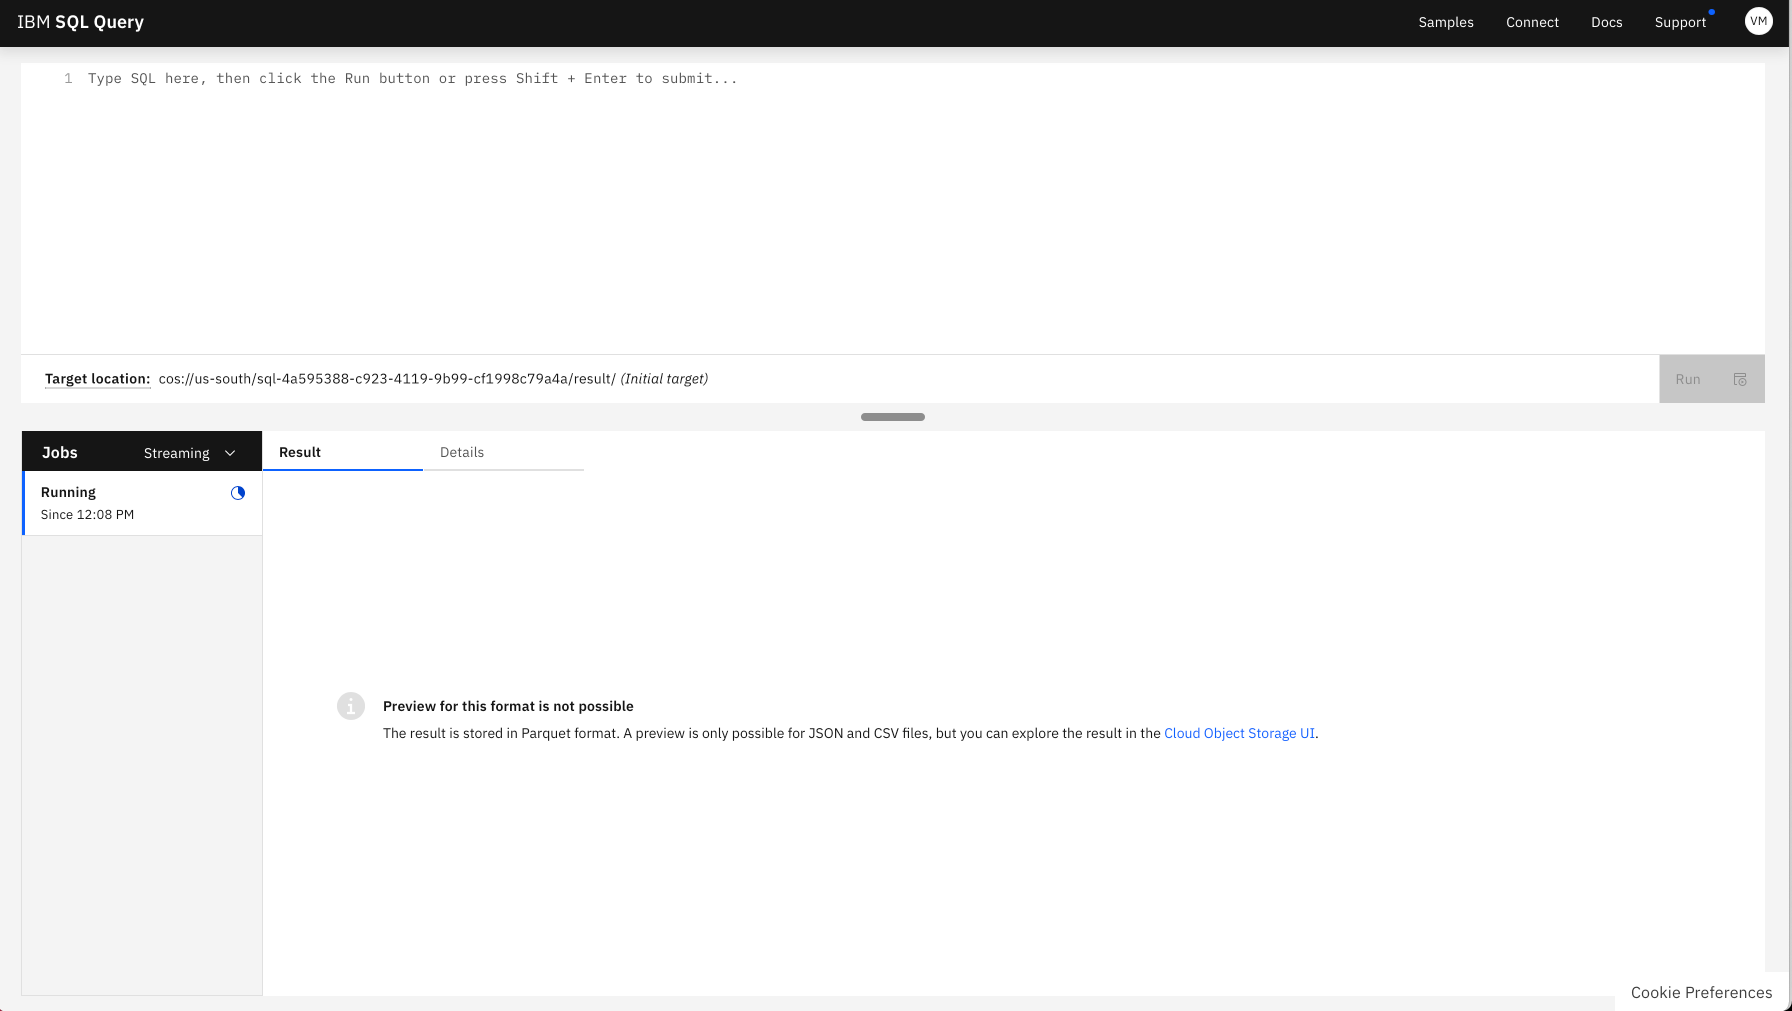 IBM SQL Query
Samples
Connect
Docs
Support
VM
1 Type SQL here, then click the Run button or press Shift + Enter to submit...
Target location: cos://us-south/sql-4a595388-c923-4119-9b99-cf1998c79a4a/result/ (Initial target)
Run
Jobs
Streaming
Result
Details
Running
Since 12:08 PM
Preview for this format is not possible
The result is stored in Parquet format. A preview is only possible for JSON and CSV files, but you can explore the result in the Cloud Object Storage UI.
Cookie Preferences